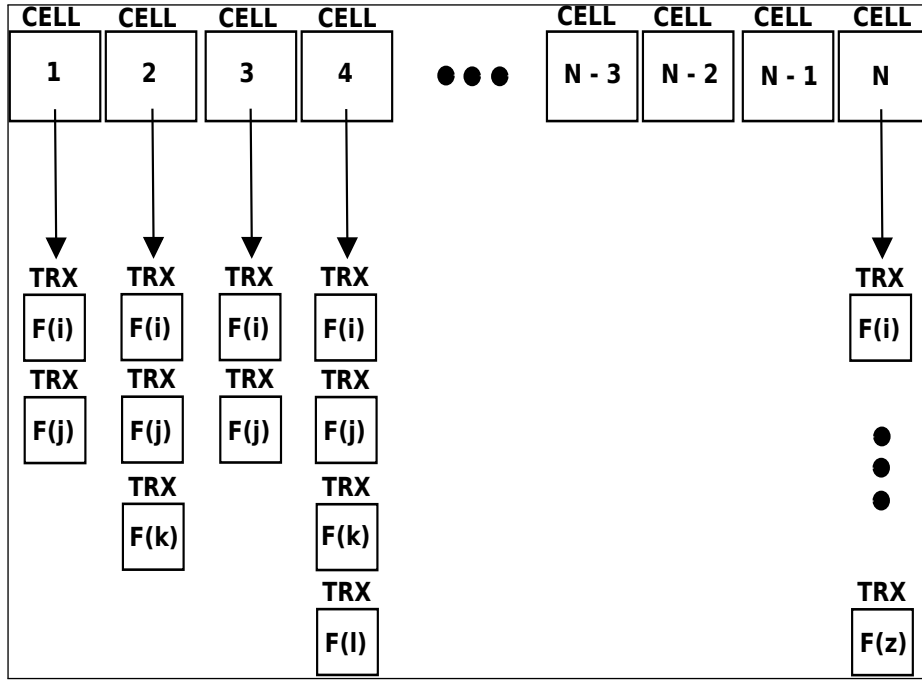 CELL CELL CELL CELL CELL CELL CELL CELL
1 2 3 4 N - 3 N - 2 N - 1 N
TRX TRX TRX TRX TRX
F(i) F(i) F(i) F(i) F(i)
TRX TRX TRX TRX
F(j) F(j) F(j) F(j)
TRX TRX
F(k) F(k)
TRX TRX
F(l) F(z)